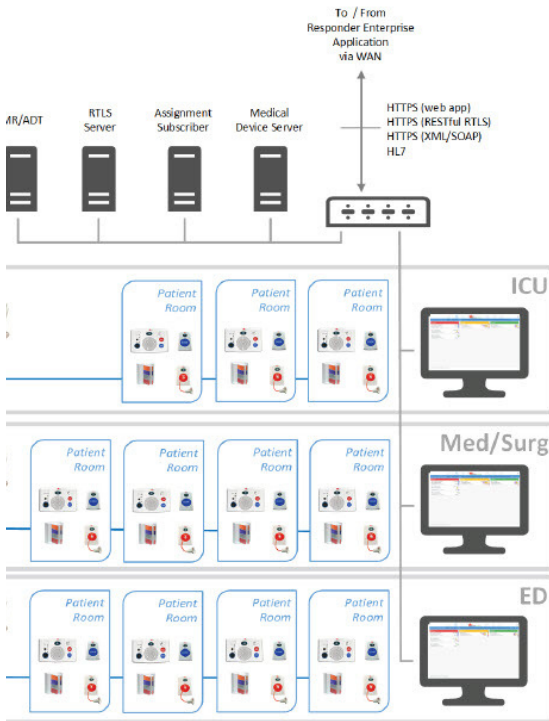 To / From
Responder Enterprise
Application
via WAN
HTTPS (web app)
HTTPS (RESTful RTLS)
HTTPS (XML/SOAP)
HL7
MR/ADT
RTLS
Server
Assignment
Subscriber
Medical
Device Server
ICU
Patient
Room
Patient
Room
Patient
Room
Med/Surg
Patient
Room
Patient
Room
Patient
Room
Patient
Room
ED
Patient
Room
Patient
Room
Patient
Room
Patient
Room